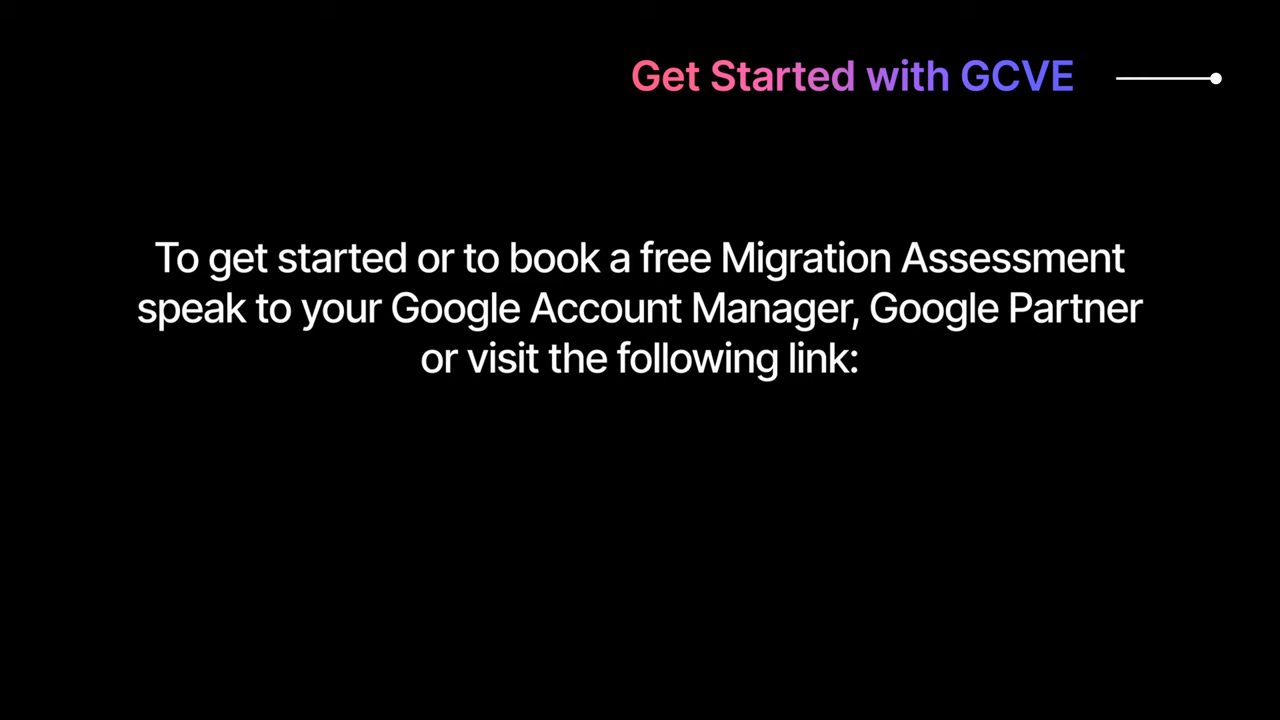 Get Started with GCVE
To get started or to book a free Migration Assessment
speak to your Google Account Manager, Google Partner
or visit the following link: